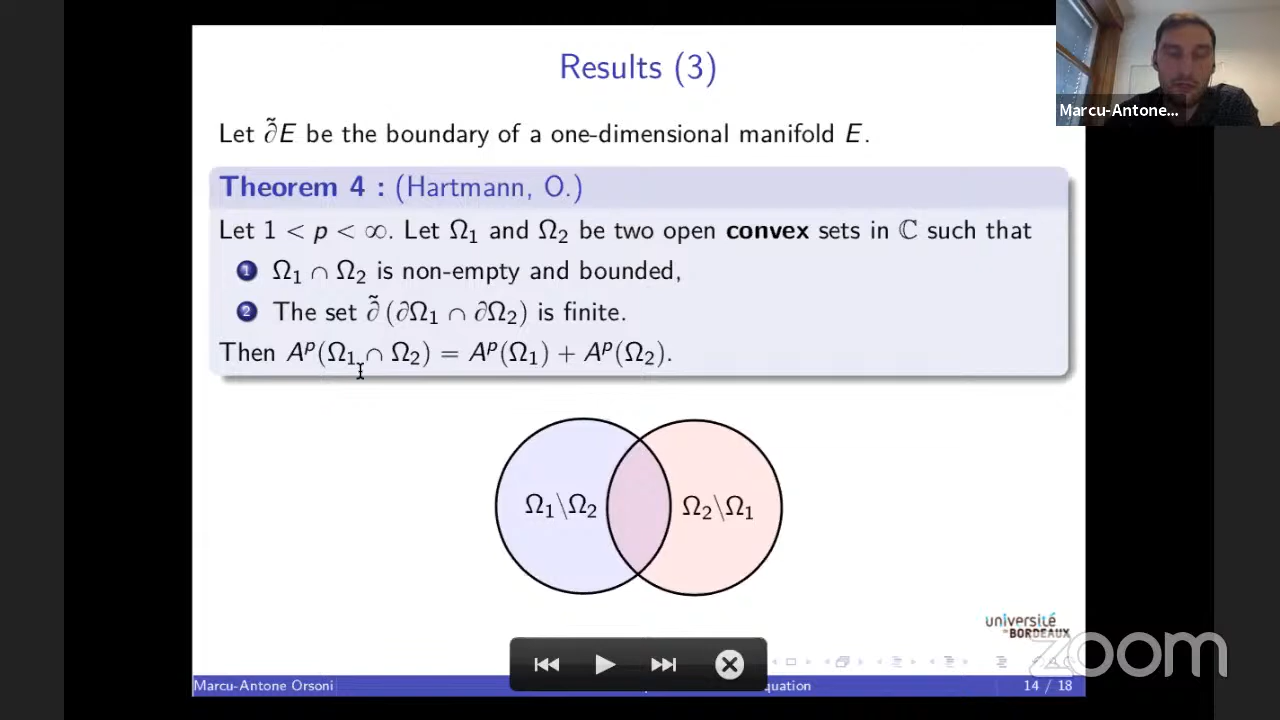 Results (3)
Marcu-Antone...
Let ∂̃E be the boundary of a one-dimensional manifold E.
Theorem 4 : (Hartmann, O.)
Let 1 < p < ∞. Let Ω₁ and Ω₂ be two open convex sets in ℂ such that
1 Ω₁ ∩ Ω₂ is non-empty and bounded,
2 The set ∂̃ (∂Ω₁ ∩ ∂Ω₂) is finite.
Then Aᵖ(Ω₁ ∩ Ω₂) = Aᵖ(Ω₁) + Aᵖ(Ω₂).
Ω₁\Ω₂ Ω₂\Ω₁
université
de BORDEAUX
zoom
Marcu-Antone Orsoni quation 14 / 18